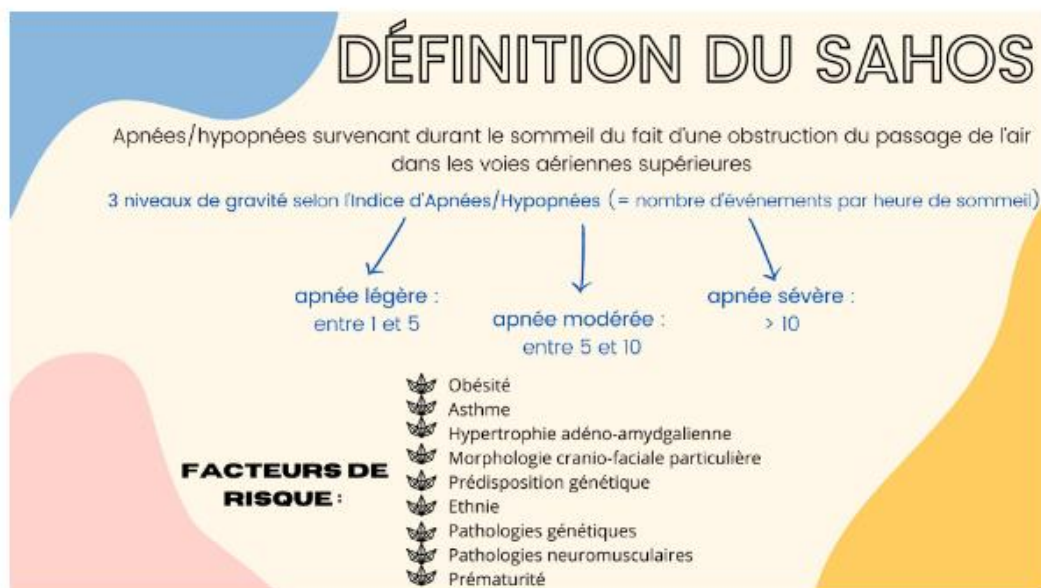 DÉFINITION DU SAHOS
Apnées/hypopnées survenant durant le sommeil du fait d'une obstruction du passage de l'air
dans les voies aériennes supérieures
3 niveaux de gravité selon l'Indice d'Apnées/Hypopnées (= nombre d'événements par heure de sommeil)
apnée légère :
entre 1 et 5
apnée modérée :
entre 5 et 10
apnée sévère :
> 10
FACTEURS DE
RISQUE :
Obésité
Asthme
Hypertrophie adéno-amydgalienne
Morphologie cranio-faciale particulière
Prédisposition génétique
Ethnie
Pathologies génétiques
Pathologies neuromusculaires
Prématurité